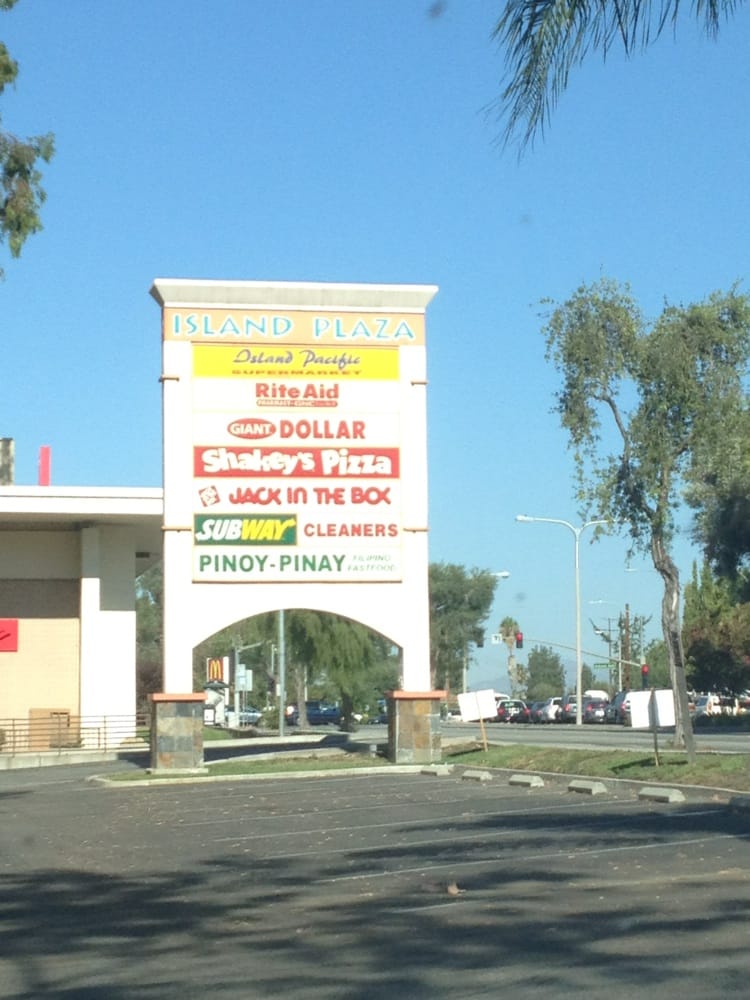 ISLAND PLAZA
Island Pacific
SUPERMARKET
Rite Aid
GIANT DOLLAR
Shakey's Pizza
JACK IN THE BOX
SUBWAY CLEANERS
PINOY-PINAY FILIPINO FASTFOOD
M